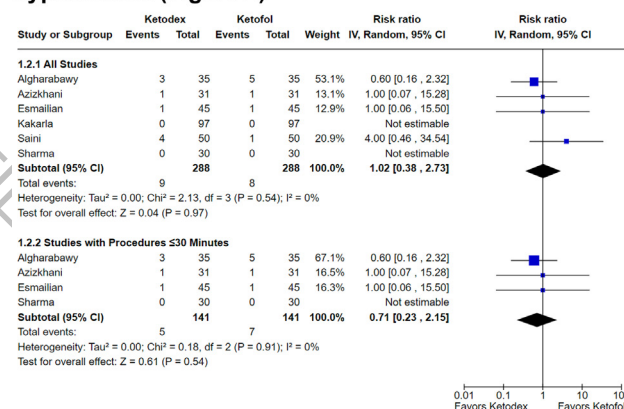 Ketodex Ketofol Risk ratio Risk ratio
Study or Subgroup Events Total Events Total Weight IV, Random, 95% CI IV, Random, 95% CI
1.2.1 All Studies
Algharabawy 3 35 5 35 53.1% 0.60 [0.16 , 2.32]
Azizkhani 1 31 1 31 13.1% 1.00 [0.07 , 15.28]
Esmailian 1 45 1 45 12.9% 1.00 [0.06 , 15.50]
Kakarla 0 97 0 97 Not estimable
Saini 4 50 1 50 20.9% 4.00 [0.46 , 34.54]
Sharma 0 30 0 30 Not estimable
Subtotal (95% CI) 288 288 100.0% 1.02 [0.38 , 2.73]
Total events: 9 8
Heterogeneity: Tau² = 0.00; Chi² = 2.13, df = 3 (P = 0.54); I² = 0%
Test for overall effect: Z = 0.04 (P = 0.97)
1.2.2 Studies with Procedures ≤30 Minutes
Algharabawy 3 35 5 35 67.1% 0.60 [0.16 , 2.32]
Azizkhani 1 31 1 31 16.5% 1.00 [0.07 , 15.28]
Esmailian 1 45 1 45 16.3% 1.00 [0.06 , 15.50]
Sharma 0 30 0 30 Not estimable
Subtotal (95% CI) 141 141 100.0% 0.71 [0.23 , 2.15]
Total events: 5 7
Heterogeneity: Tau² = 0.00; Chi² = 0.18, df = 2 (P = 0.91); I² = 0%
Test for overall effect: Z = 0.61 (P = 0.54)
0.01 0.1 1 10 10
Favors Ketodex Favors Ketofol